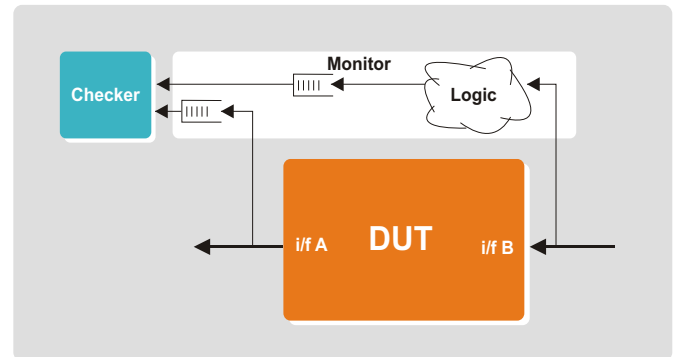 Monitor
Checker
Logic
i/f A
DUT
i/f B